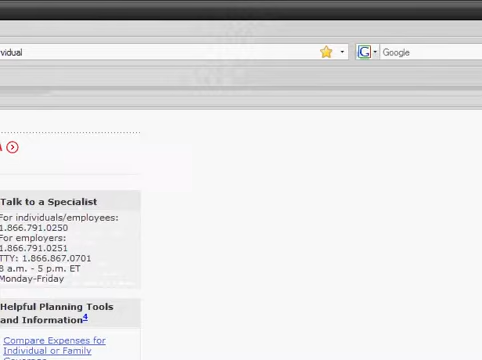 vidual
Google
Talk to a Specialist
For individuals/employees:
1.866.791.0250
For employers:
1.866.791.0251
TTY: 1.866.867.0701
8 a.m. - 5 p.m. ET
Monday-Friday
Helpful Planning Tools
and Information4
Compare Expenses for
Individual or Family